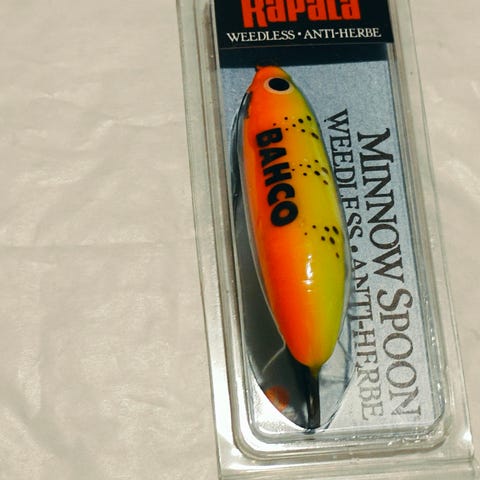 Rapala
WEEDLESS • ANTI-HERBE
BAHCO
MINNOW SPOON
WEEDLESS • ANTI-HERBE